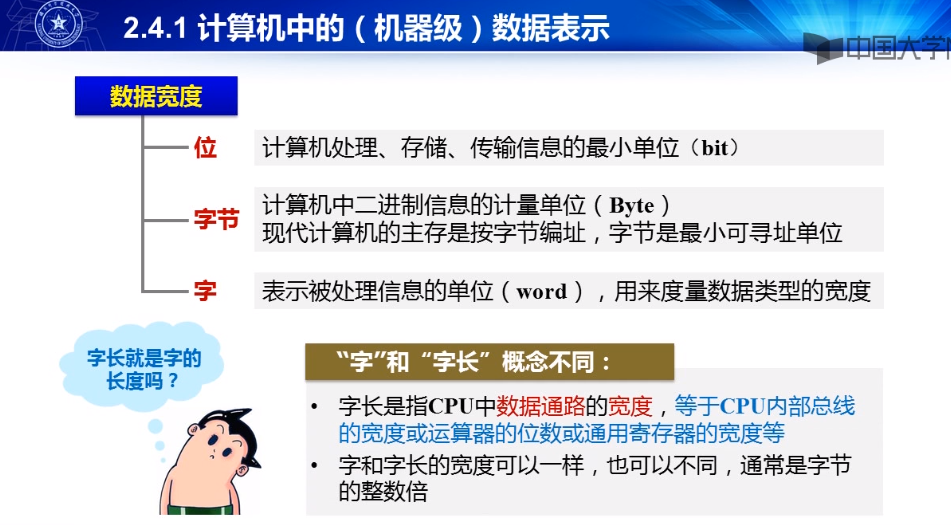 2.4.1 计算机中的（机器级）数据表示
中国大学
数据宽度
位
计算机处理、存储、传输信息的最小单位（bit）
字节
计算机中二进制信息的计量单位（Byte）
现代计算机的主存是按字节编址，字节是最小可寻址单位
字
表示被处理信息的单位（word），用来度量数据类型的宽度
字长就是字的
长度吗？
“字”和“字长”概念不同：
• 字长是指CPU中数据通路的宽度，等于CPU内部总线
的宽度或运算器的位数或通用寄存器的宽度等
• 字和字长的宽度可以一样，也可以不同，通常是字节
的整数倍